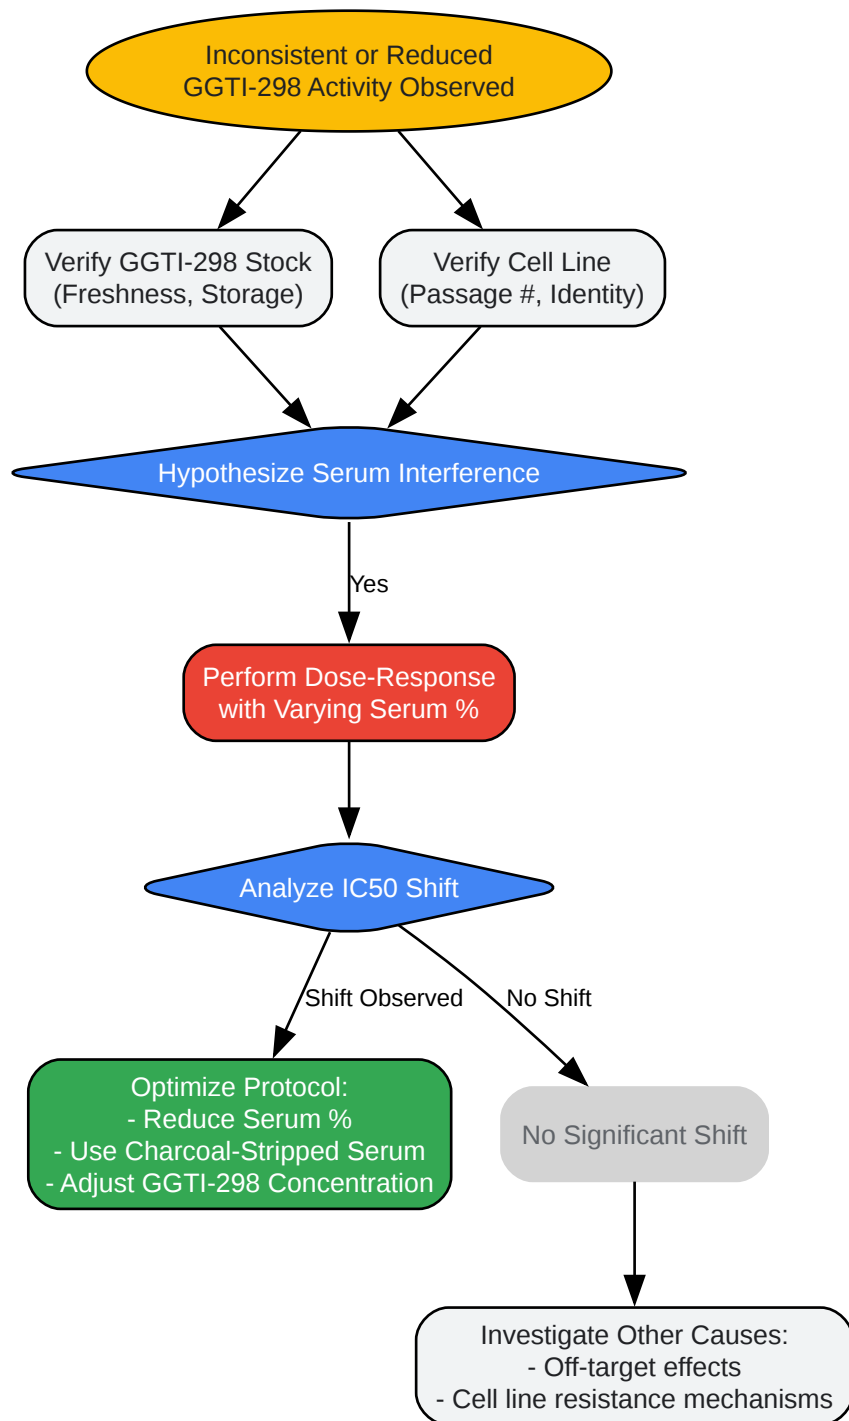 Inconsistent or Reduced
GGTI-298 Activity Observed
Verify GGTI-298 Stock
(Freshness, Storage)
Verify Cell Line
(Passage #, Identity)
Hypothesize Serum Interference
Yes
Perform Dose-Response
with Varying Serum %
Analyze IC50 Shift
Shift Observed
No Shift
Optimize Protocol:
- Reduce Serum %
- Use Charcoal-Stripped Serum
- Adjust GGTI-298 Concentration
No Significant Shift
Investigate Other Causes:
- Off-target effects
- Cell line resistance mechanisms